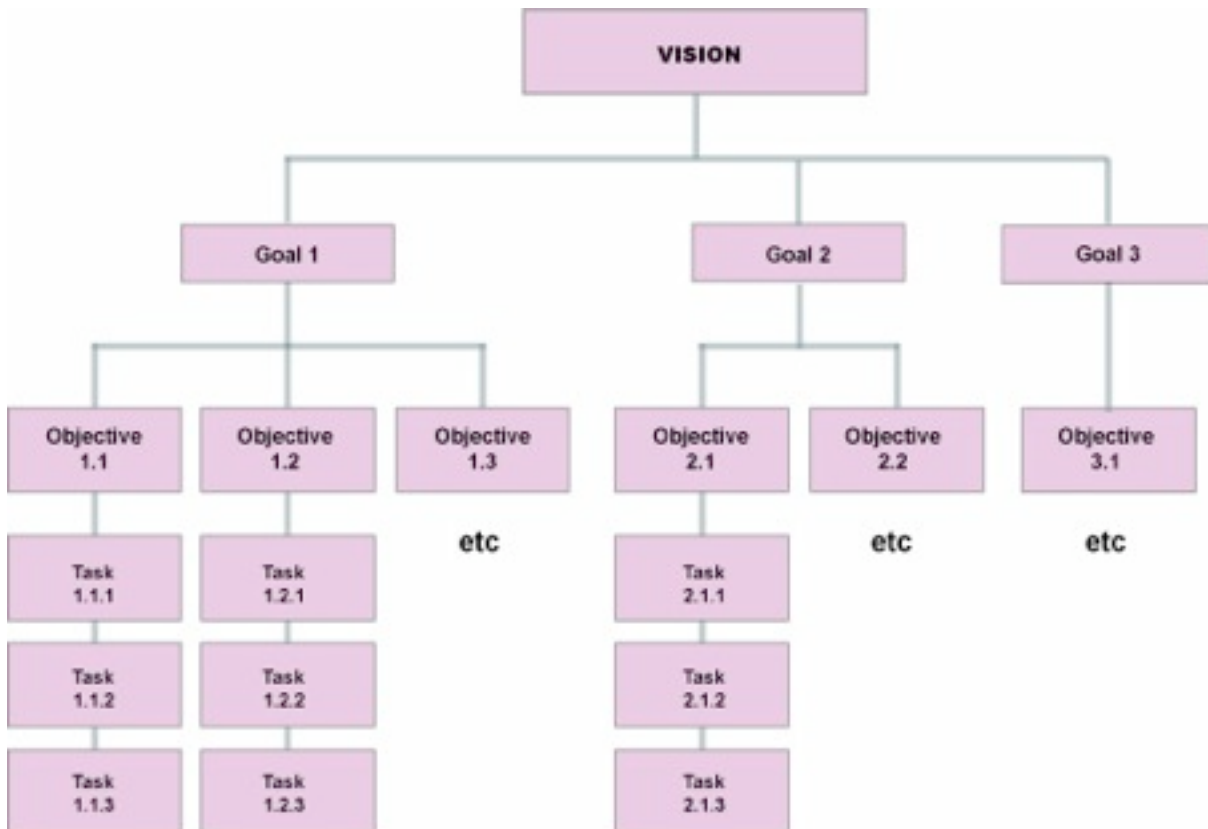 VISION
Goal 1
Goal 2
Goal 3
Objective
1.1
Objective
1.2
Objective
1.3
Objective
2.1
Objective
2.2
Objective
3.1
etc
etc
etc
Task
1.1.1
Task
1.2.1
Task
2.1.1
Task
1.1.2
Task
1.2.2
Task
2.1.2
Task
1.1.3
Task
1.2.3
Task
2.1.3